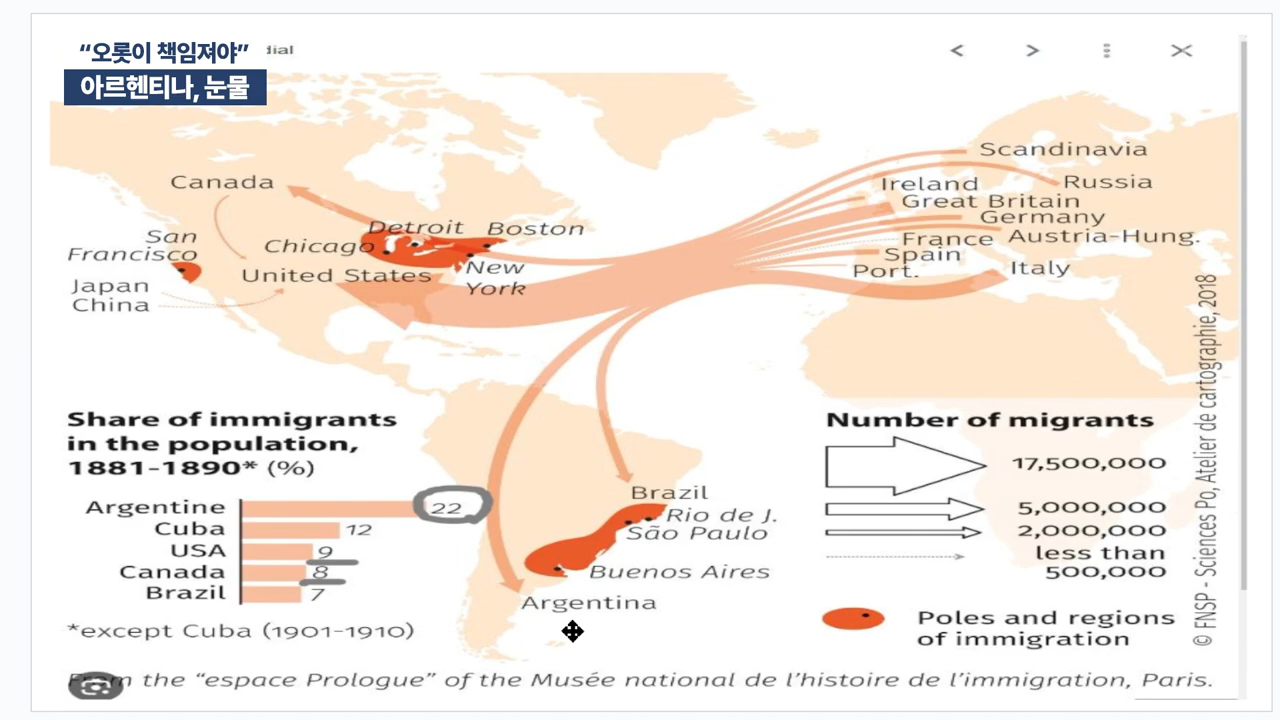 “오롯이 책임져야”
dial
아르헨티나, 눈물
Scandinavia
Canada
Ireland
Russia
Great Britain
Germany
Detroit
Boston
San
Francisco
Chicago
France
Austria-Hung.
Spain
Port.
Italy
United States
New
York
Japan
China
Share of immigrants
in the population,
1881-1890* (%)
Argentine 22
Cuba 12
USA 9
Canada 8
Brazil 7
*except Cuba (1901-1910)
Brazil
Rio de J.
São Paulo
Buenos Aires
Argentina
Number of migrants
17,500,000
5,000,000
2,000,000
less than
500,000
Poles and regions
of immigration
© FNSP - Sciences Po, Atelier de cartographie, 2018
From the “espace Prologue” of the Musée national de l’histoire de l’immigration, Paris.